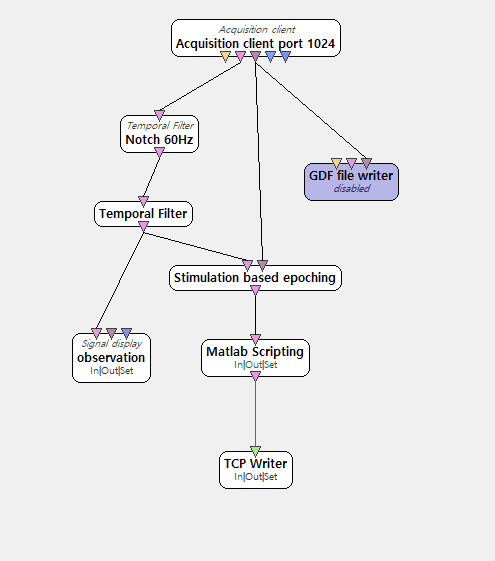 Acquisition client
Acquisition client port 1024
Temporal Filter
Notch 60Hz
GDF file writer
disabled
Temporal Filter
Stimulation based epoching
Signal display
observation
In|Out|Set
Matlab Scripting
In|Out|Set
TCP Writer
In|Out|Set